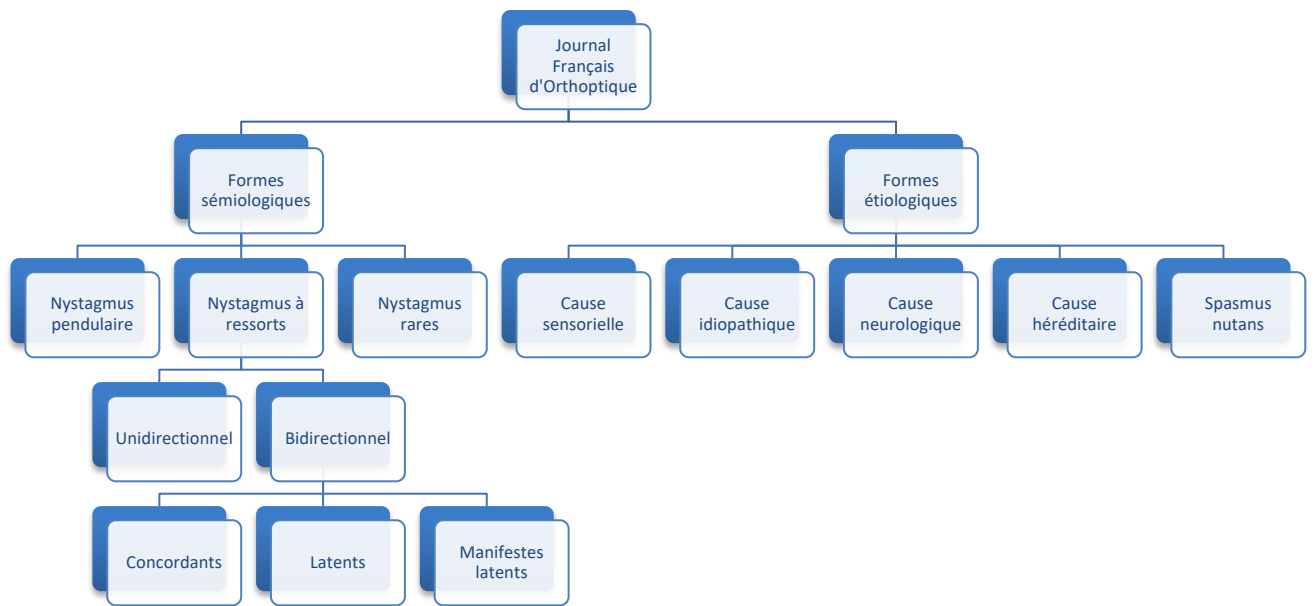 Journal
Français
d'Orthoptique
Formes
sémiologiques
Formes
étiologiques
Nystagmus
pendulaire
Nystagmus à
ressorts
Nystagmus
rares
Cause
sensorielle
Cause
idiopathique
Cause
neurologique
Cause
héréditaire
Spasmus
nutans
Unidirectionnel
Bidirectionnel
Concordants
Latents
Manifestes
latents